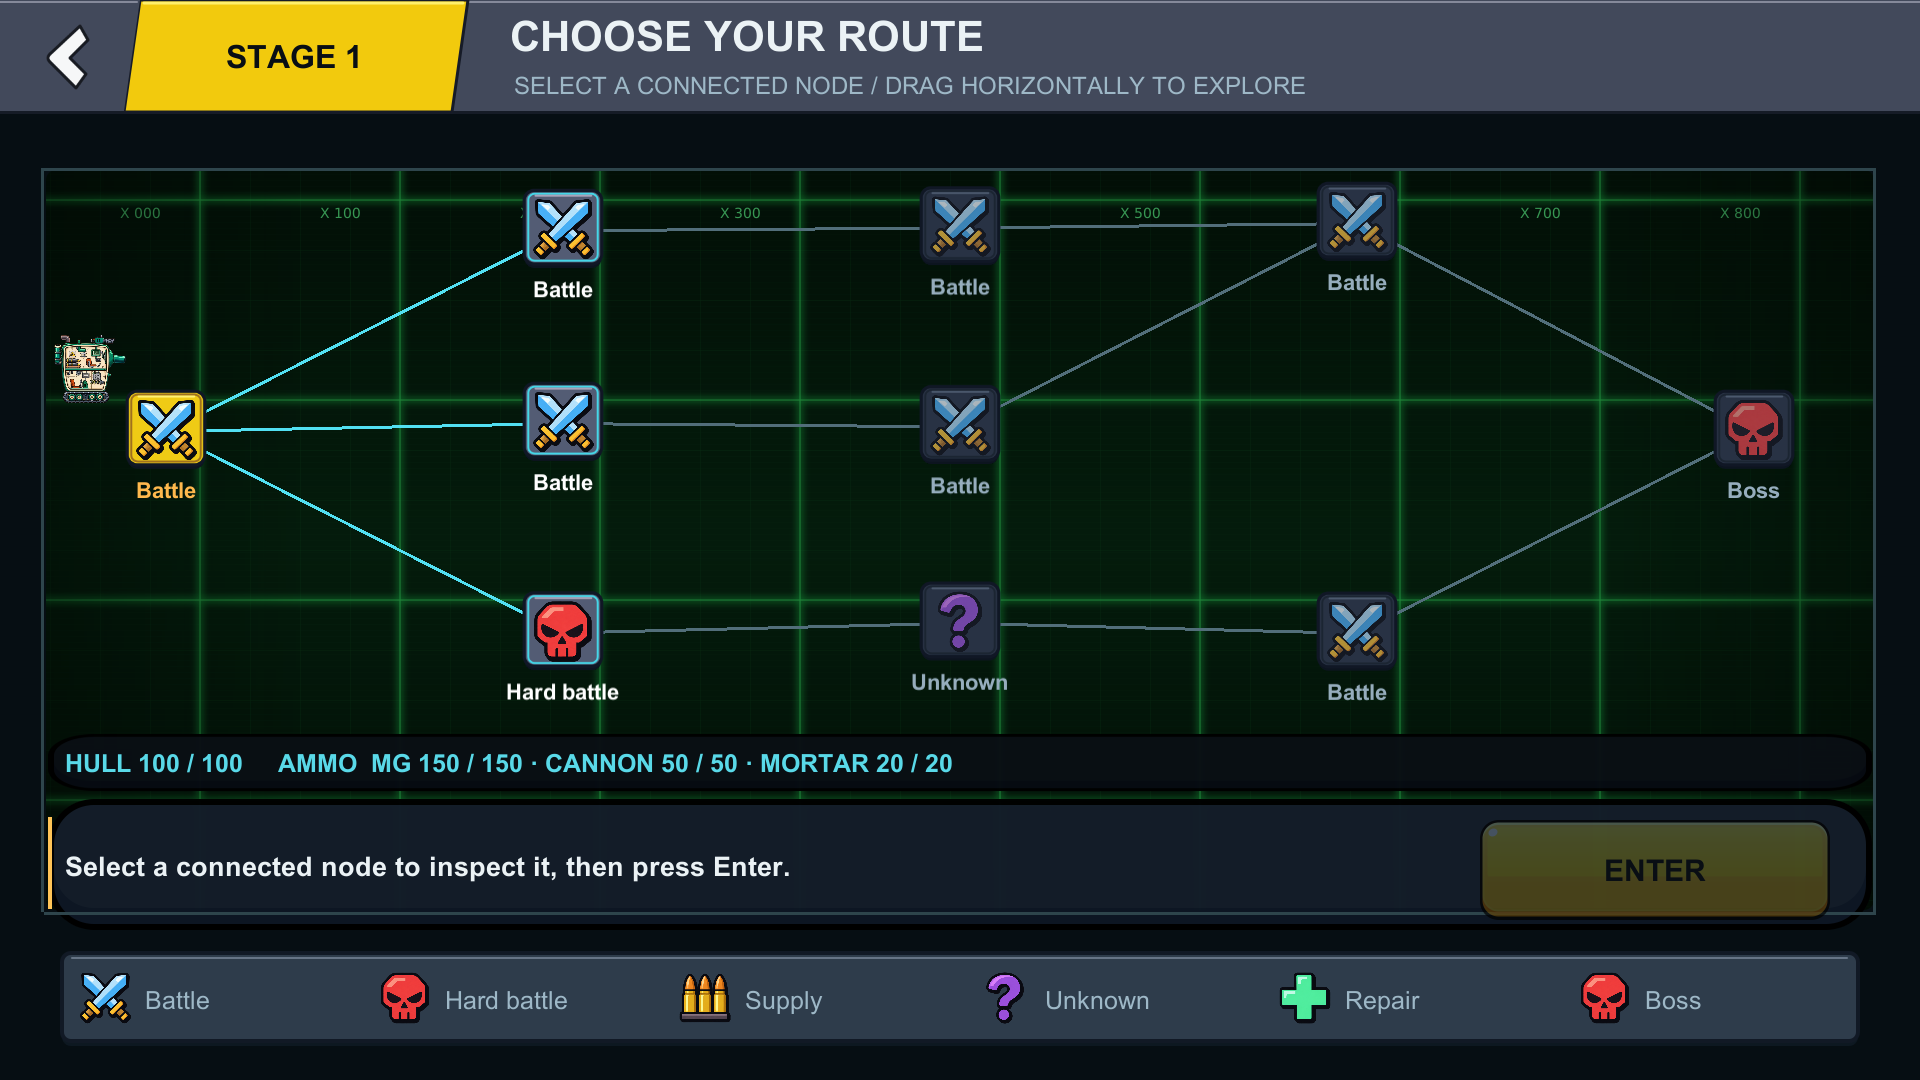 STAGE 1
CHOOSE YOUR ROUTE
SELECT A CONNECTED NODE / DRAG HORIZONTALLY TO EXPLORE
X 000
X 100
X 300
X 500
X 700
X 800
Battle
Battle
Battle
Battle
Battle
Battle
Boss
Hard battle
Unknown
Battle
HULL 100 / 100 AMMO MG 150 / 150 · CANNON 50 / 50 · MORTAR 20 / 20
Select a connected node to inspect it, then press Enter.
ENTER
Battle
Hard battle
Supply
Unknown
Repair
Boss